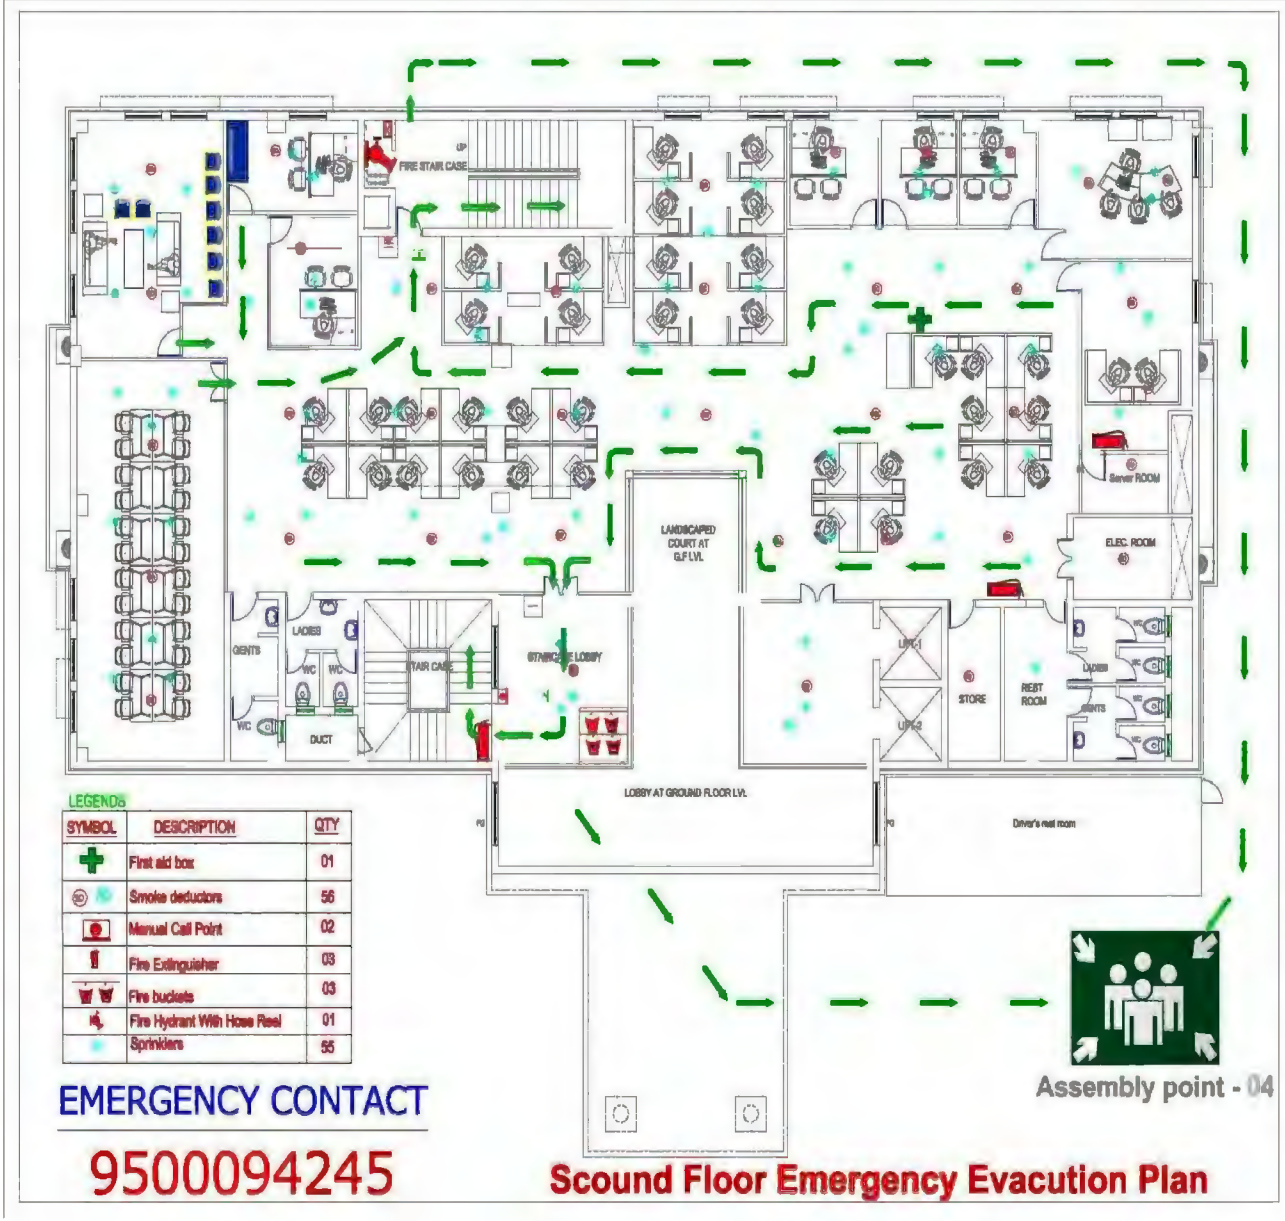 UP
FIRE STAIR CASE
LANDSCAPED
COURT AT
G.F LVL
Server ROOM
ELEC. ROOM
GENTS
LADIES
WC
WC
WC
DUCT
STAIR CASE
STAIRCASE LOBBY
LIFT-1
LIFT-2
STORE
REST
ROOM
LADIES
GENTS
WC
WC
WC
WC
LOBBY AT GROUND FLOOR LVL
Driver's rest room
LEGENDS
SYMBOL DESCRIPTION QTY
First aid box 01
SD SD Smoke deductors 56
Manual Call Point 02
Fire Extinguisher 03
Fire buckets 03
Fire Hydrant With Hose Reel 01
Sprinklers 55
EMERGENCY CONTACT
9500094245
Assembly point - 04
Scound Floor Emergency Evacution Plan